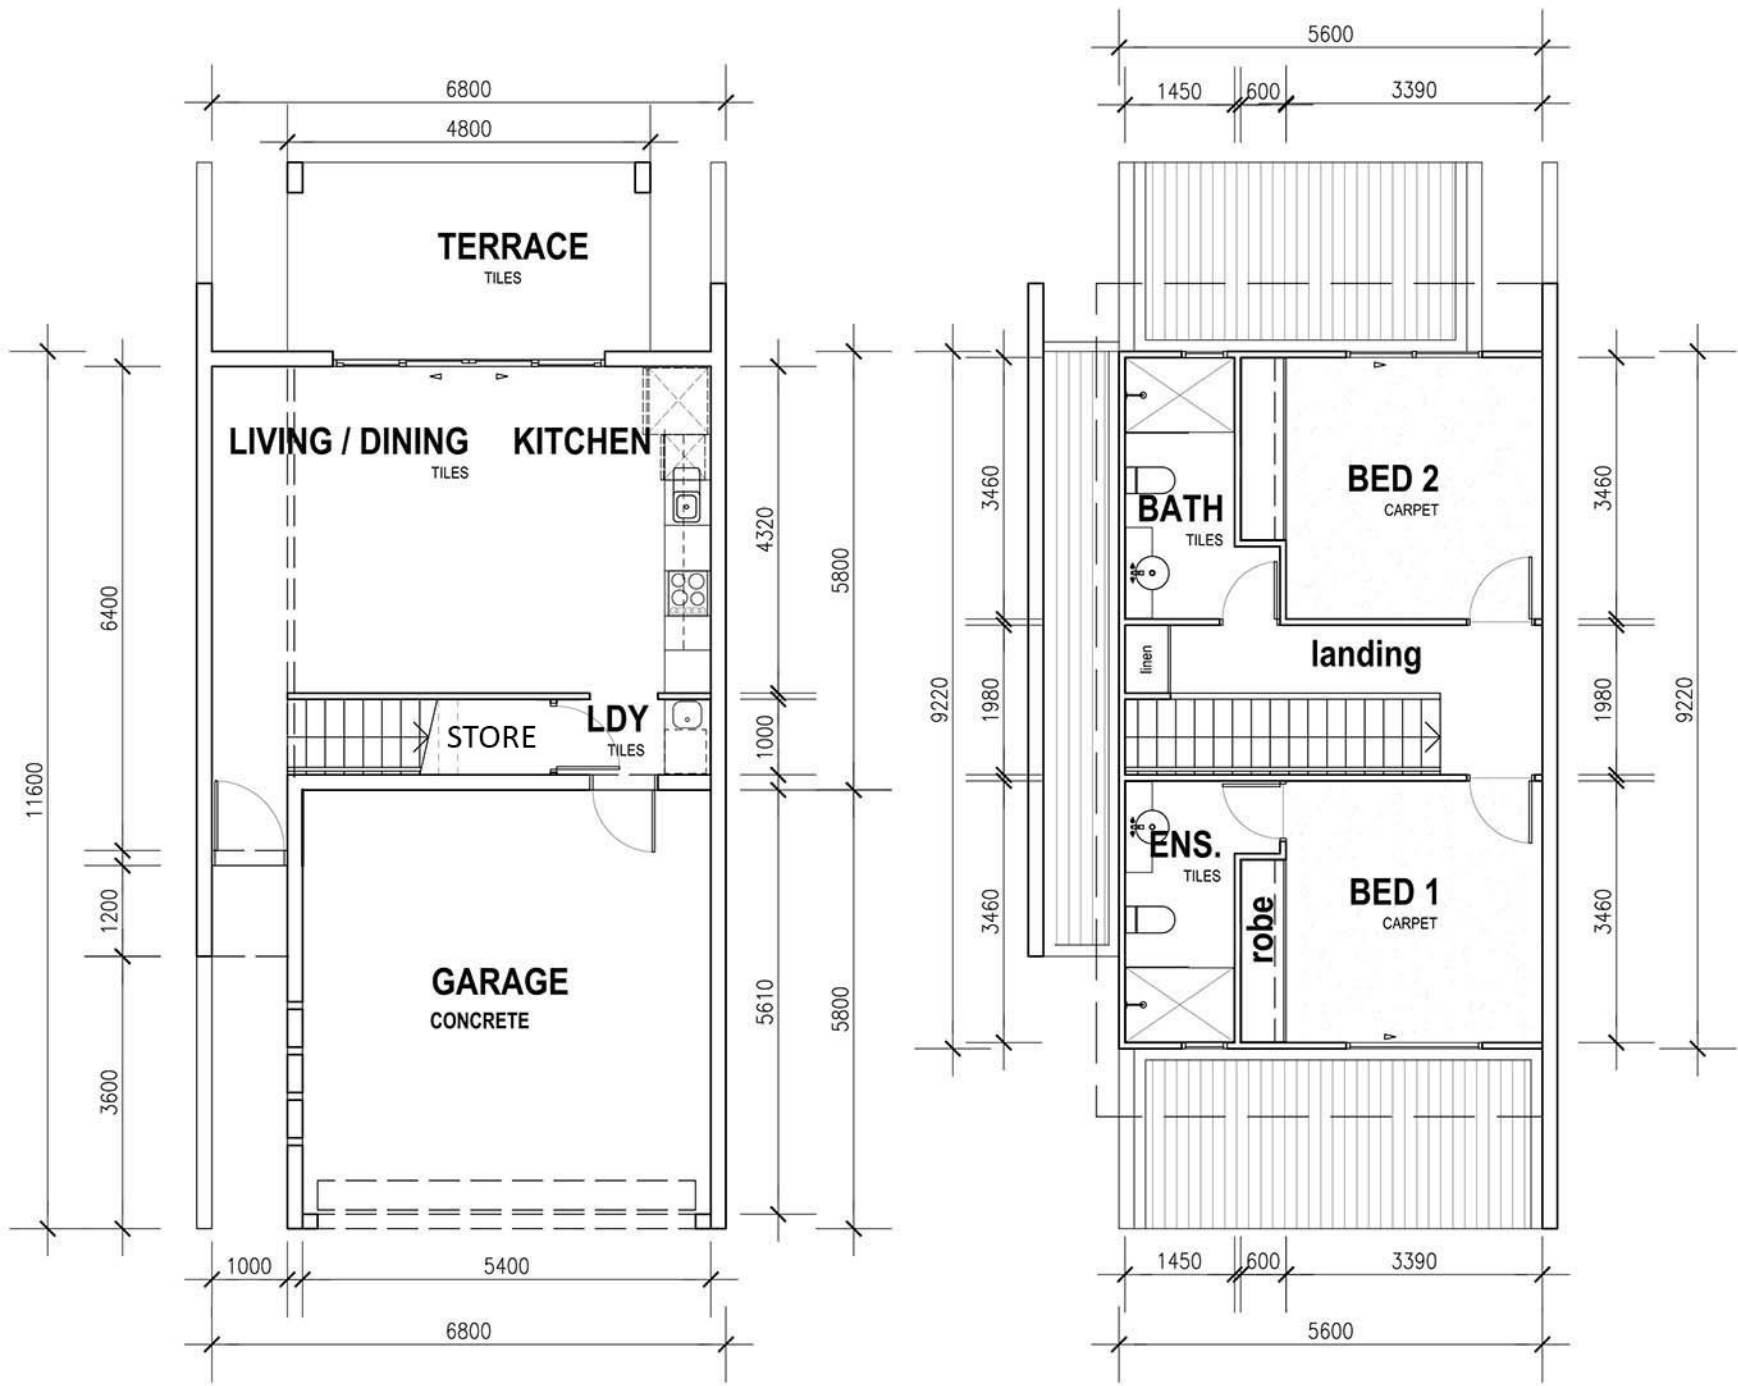 6800
4800
TERRACE
TILES
LIVING / DINING
TILES
KITCHEN
STORE
LDY
TILES
GARAGE
CONCRETE
11600
6400
1200
3600
4320
1000
5610
5800
5800
1000
5400
6800
5600
1450
600
3390
BATH
TILES
BED 2
CARPET
linen
landing
ENS.
TILES
robe
BED 1
CARPET
9220
3460
1980
3460
3460
1980
3460
9220
1450
600
3390
5600